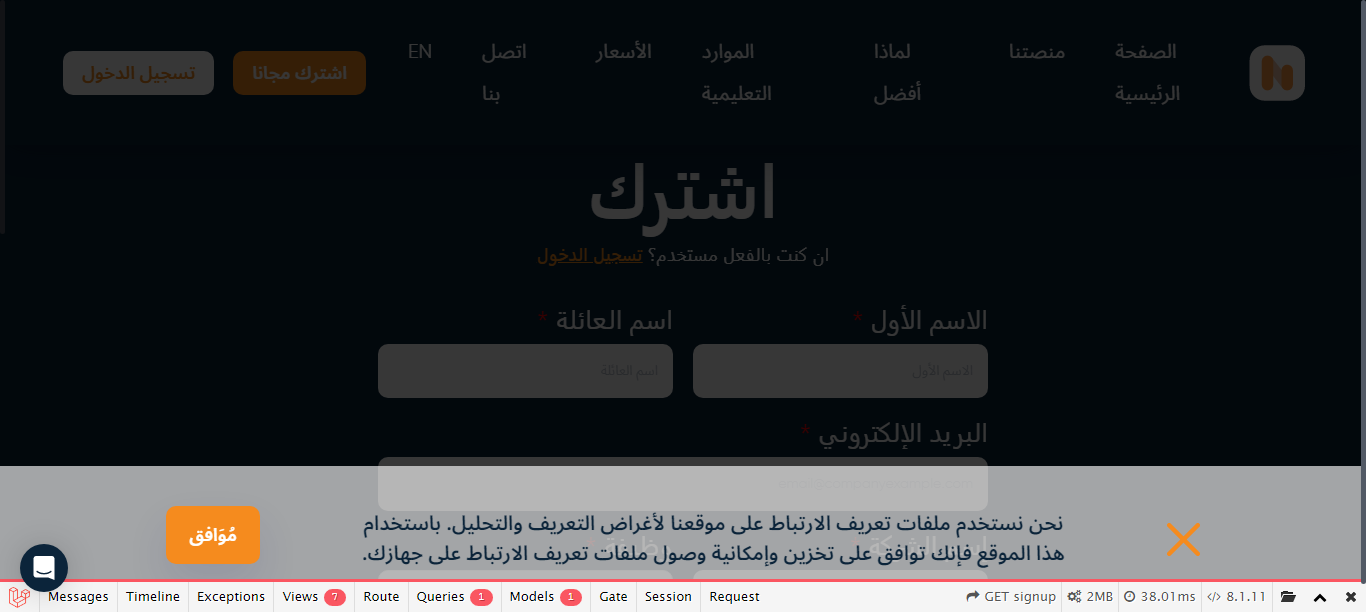 الصفحة الرئيسية
منصتنا
لماذا أفضل
الموارد التعليمية
الأسعار
اتصل بنا
EN
اشترك مجانا
تسجيل الدخول
اشترك
ان كنت بالفعل مستخدم؟ تسجيل الدخول
الاسم الأول *
اسم العائلة *
الاسم الأول
اسم العائلة
البريد الإلكتروني *
نحن نستخدم ملفات تعريف الارتباط على موقعنا لأغراض التعريف والتحليل. باستخدام
هذا الموقع فإنك توافق على تخزين وإمكانية وصول ملفات تعريف الارتباط على جهازك.
مُوَافق
Messages Timeline Exceptions Views 7 Route Queries 1 Models 1 Gate Session Request GET signup 2MB 38.01ms 8.1.11